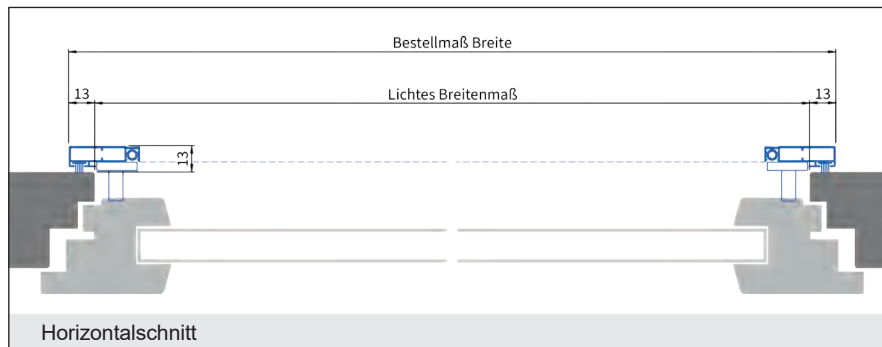 Bestellmaß Breite
13 Lichtes Breitenmaß 13
13
Horizontalschnitt